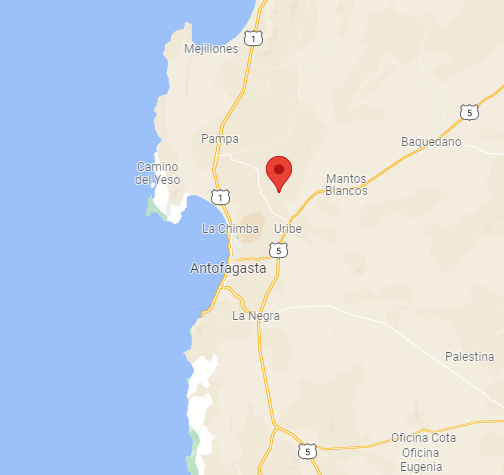 Mejillones
1
5
Pampa
Baquedano
Camino
del Yeso
Mantos
Blancos
1
La Chimba
Uribe
5
Antofagasta
La Negra
Palestina
Oficina Cota
5
Oficina
Eugenia